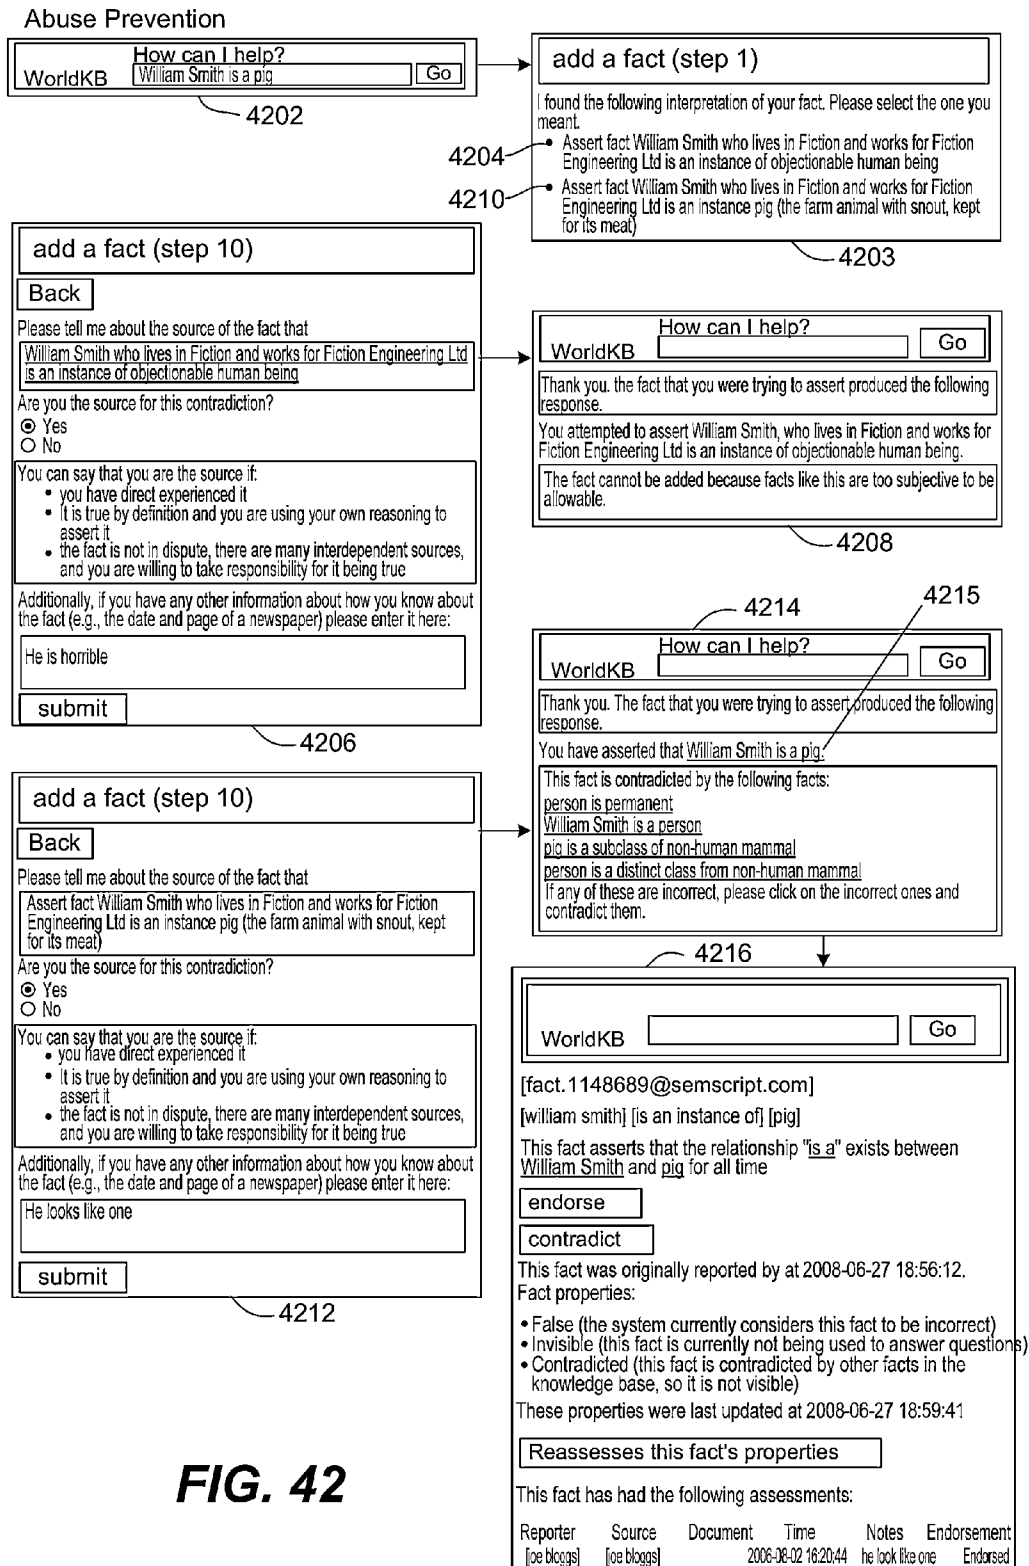 Abuse Prevention
How can I help?
WorldKB
William Smith is a pig
Go
4202
add a fact (step 1)
I found the following interpretation of your fact. Please select the one you
meant.
4204
• Assert fact William Smith who lives in Fiction and works for Fiction
Engineering Ltd is an instance of objectionable human being
4210
• Assert fact William Smith who lives in Fiction and works for Fiction
Engineering Ltd is an instance pig (the farm animal with snout, kept
for its meat)
4203
add a fact (step 10)
Back
Please tell me about the source of the fact that
William Smith who lives in Fiction and works for Fiction Engineering Ltd
is an instance of objectionable human being
Are you the source for this contradiction?
Yes
No
You can say that you are the source if:
• you have direct experienced it
• It is true by definition and you are using your own reasoning to
assert it
• the fact is not in dispute, there are many interdependent sources,
and you are willing to take responsibility for it being true
Additionally, if you have any other information about how you know about
the fact (e.g., the date and page of a newspaper) please enter it here:
He is horrible
submit
4206
How can I help?
WorldKB
Go
Thank you. the fact that you were trying to assert produced the following
response.
You attempted to assert William Smith, who lives in Fiction and works for
Fiction Engineering Ltd is an instance of objectionable human being.
The fact cannot be added because facts like this are too subjective to be
allowable.
4208
4214
4215
How can I help?
WorldKB
Go
Thank you. The fact that you were trying to assert produced the following
response.
You have asserted that William Smith is a pig.
This fact is contradicted by the following facts:
person is permanent
William Smith is a person
pig is a subclass of non-human mammal
person is a distinct class from non-human mammal
If any of these are incorrect, please click on the incorrect ones and
contradict them.
add a fact (step 10)
Back
Please tell me about the source of the fact that
Assert fact William Smith who lives in Fiction and works for Fiction
Engineering Ltd is an instance pig (the farm animal with snout, kept
for its meat)
Are you the source for this contradiction?
Yes
No
You can say that you are the source if:
• you have direct experienced it
• It is true by definition and you are using your own reasoning to
assert it
• the fact is not in dispute, there are many interdependent sources,
and you are willing to take responsibility for it being true
Additionally, if you have any other information about how you know about
the fact (e.g., the date and page of a newspaper) please enter it here:
He looks like one
submit
4212
4216
WorldKB
Go
[fact.1148689@semscript.com]
[william smith] [is an instance of] [pig]
This fact asserts that the relationship "is a" exists between
William Smith and pig for all time
endorse
contradict
This fact was originally reported by at 2008-06-27 18:56:12.
Fact properties:
• False (the system currently considers this fact to be incorrect)
• Invisible (this fact is currently not being used to answer questions)
• Contradicted (this fact is contradicted by other facts in the
knowledge base, so it is not visible)
These properties were last updated at 2008-06-27 18:59:41
Reassesses this fact's properties
This fact has had the following assessments:
Reporter Source Document Time Notes Endorsement
[joe bloggs] [joe bloggs] 2006-08-02 16:20:44 he look like one Endorsed
FIG. 42